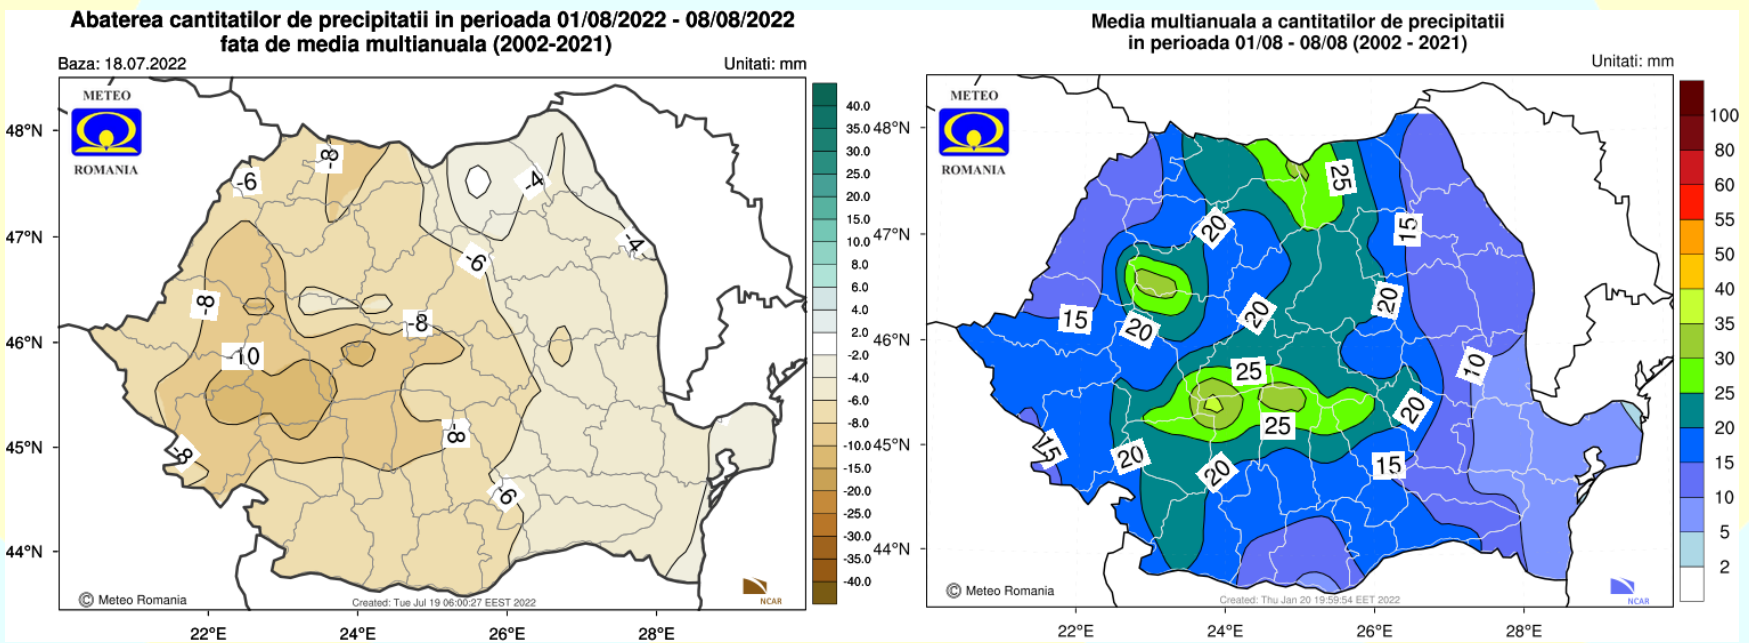 Abaterea cantitatilor de precipitatii in perioada 01/08/2022 - 08/08/2022
fata de media multianuala (2002-2021)
Baza: 18.07.2022
Unitati: mm
METEO
ROMANIA
48°N
47°N
46°N
45°N
44°N
22°E
24°E
26°E
28°E
-8
-6
-4
-4
-6
-8
-8
-10
-8
-8
-6
40.0
35.0
30.0
25.0
20.0
15.0
10.0
8.0
6.0
4.0
2.0
-2.0
-4.0
-6.0
-8.0
-10.0
-15.0
-20.0
-25.0
-30.0
-35.0
-40.0
© Meteo Romania
Created: Tue Jul 19 06:00:27 EEST 2022
NCAR
Media multianuala a cantitatilor de precipitatii
in perioada 01/08 - 08/08 (2002 - 2021)
Unitati: mm
METEO
ROMANIA
48°N
47°N
46°N
45°N
44°N
22°E
24°E
26°E
28°E
25
20
15
20
15
20
20
25
10
20
25
15
20
20
15
100
80
60
55
50
40
35
30
25
20
15
10
5
2
© Meteo Romania
Created: Thu Jan 20 19:59:54 EET 2022
NCAR